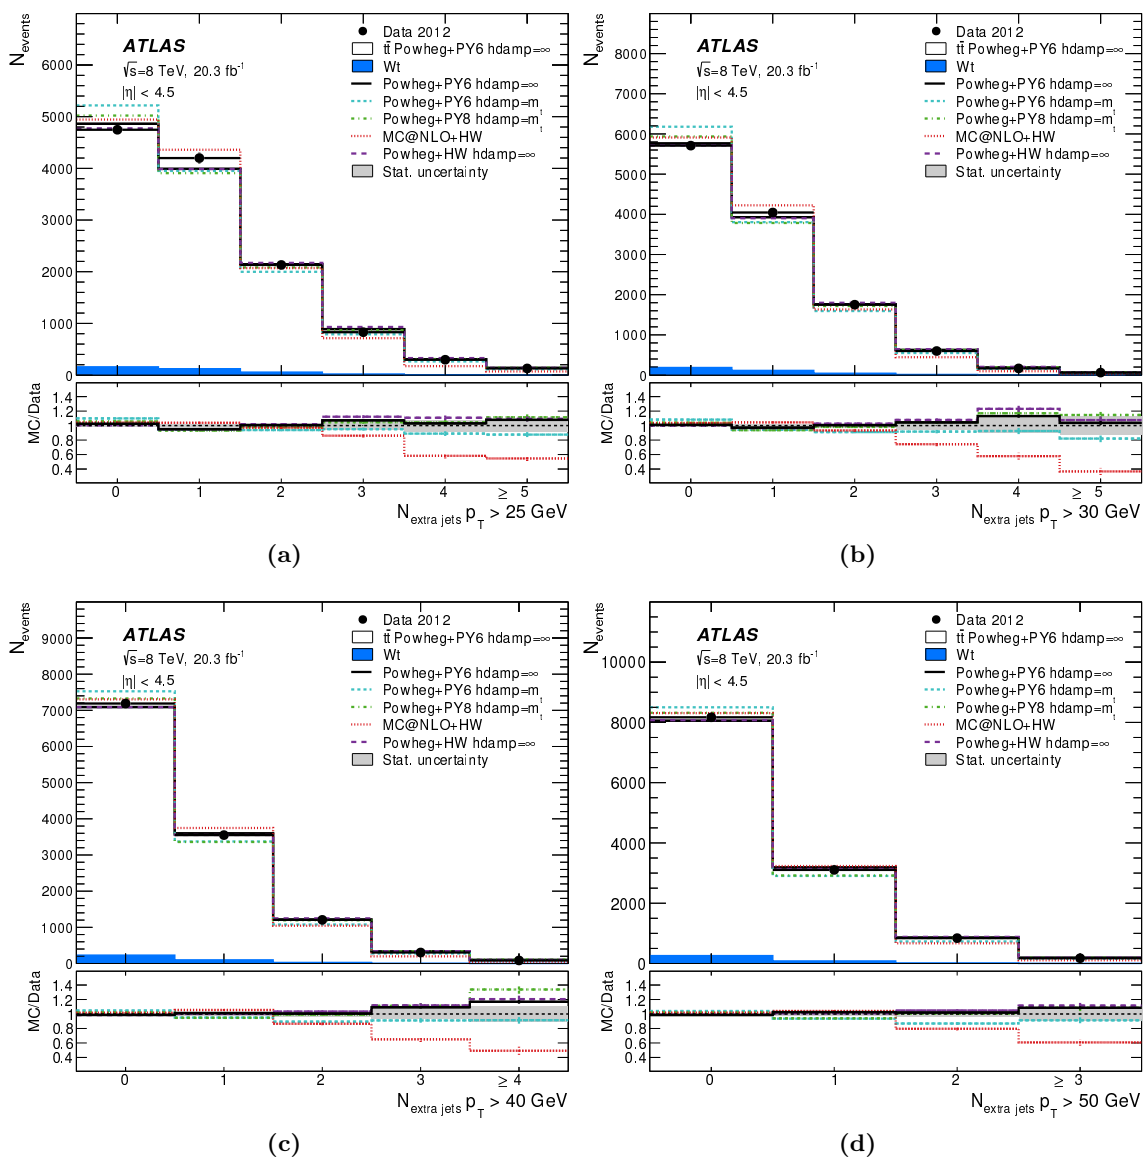 N events
6000
5000
4000
3000
2000
1000
0
ATLAS
√s=8 TeV, 20.3 fb⁻¹
|η| < 4.5
Data 2012
tt̄ Powheg+PY6 hdamp=∞
Wt
Powheg+PY6 hdamp=∞
Powheg+PY6 hdamp=m_t
Powheg+PY8 hdamp=m_t
MC@NLO+HW
Powheg+HW hdamp=∞
Stat. uncertainty
MC/Data
1.4
1.2
1
0.8
0.6
0.4
0 1 2 3 4 ≥ 5
N extra jets p_T > 25 GeV
(a)
N events
8000
7000
6000
5000
4000
3000
2000
1000
0
ATLAS
√s=8 TeV, 20.3 fb⁻¹
|η| < 4.5
Data 2012
tt̄ Powheg+PY6 hdamp=∞
Wt
Powheg+PY6 hdamp=∞
Powheg+PY6 hdamp=m_t
Powheg+PY8 hdamp=m_t
MC@NLO+HW
Powheg+HW hdamp=∞
Stat. uncertainty
MC/Data
1.4
1.2
1
0.8
0.6
0.4
0 1 2 3 4 ≥ 5
N extra jets p_T > 30 GeV
(b)
N events
9000
8000
7000
6000
5000
4000
3000
2000
1000
0
ATLAS
√s=8 TeV, 20.3 fb⁻¹
|η| < 4.5
Data 2012
tt̄ Powheg+PY6 hdamp=∞
Wt
Powheg+PY6 hdamp=∞
Powheg+PY6 hdamp=m_t
Powheg+PY8 hdamp=m_t
MC@NLO+HW
Powheg+HW hdamp=∞
Stat. uncertainty
MC/Data
1.4
1.2
1
0.8
0.6
0.4
0 1 2 3 ≥ 4
N extra jets p_T > 40 GeV
(c)
N events
10000
8000
6000
4000
2000
0
ATLAS
√s=8 TeV, 20.3 fb⁻¹
|η| < 4.5
Data 2012
tt̄ Powheg+PY6 hdamp=∞
Wt
Powheg+PY6 hdamp=∞
Powheg+PY6 hdamp=m_t
Powheg+PY8 hdamp=m_t
MC@NLO+HW
Powheg+HW hdamp=∞
Stat. uncertainty
MC/Data
1.4
1.2
1
0.8
0.6
0.4
0 1 2 ≥ 3
N extra jets p_T > 50 GeV
(d)